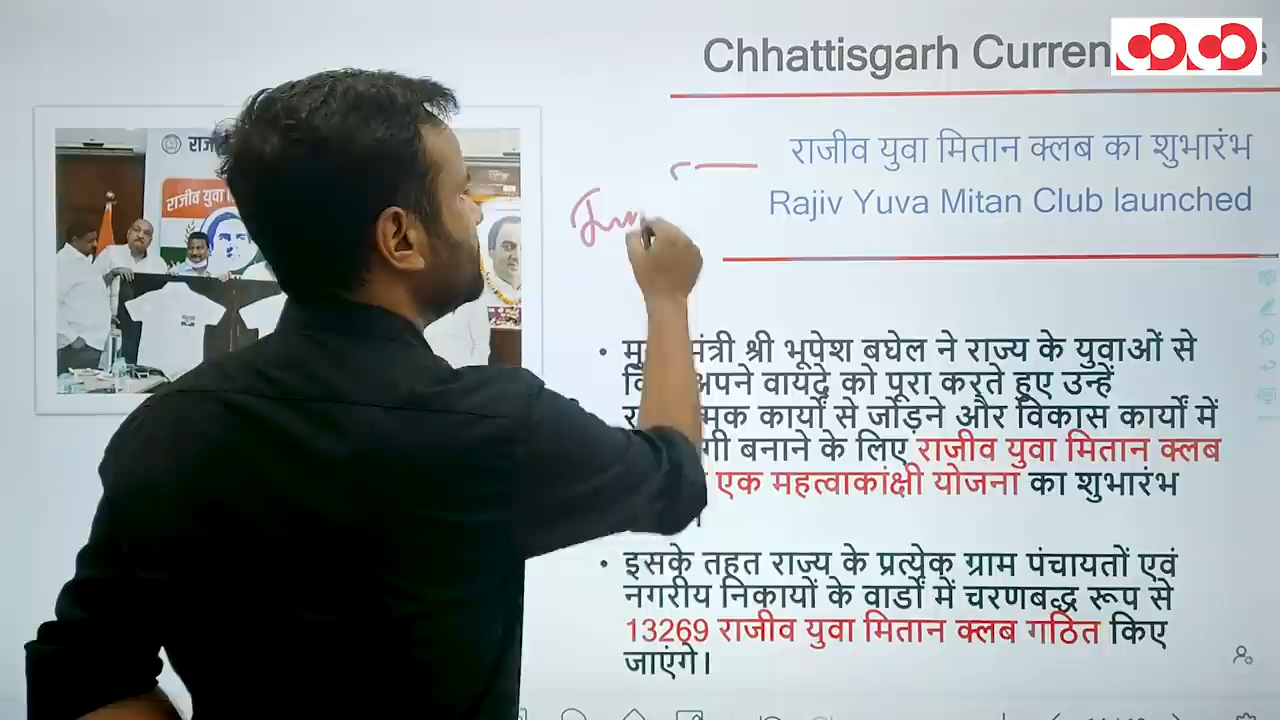 Chhattisgarh Curren
राजीव युवा मितान क्लब का शुभारंभ
Rajiv Yuva Mitan Club launched
राजीव युवा
मंत्री श्री भूपेश बघेल ने राज्य के युवाओं से
अपने वायदे को पूरा करते हुए उन्हें
मक कार्यों से जोड़ने और विकास कार्यों में
गी बनाने के लिए राजीव युवा मितान क्लब
एक महत्वाकांक्षी योजना का शुभारंभ
• इसके तहत राज्य के प्रत्येक ग्राम पंचायतों एवं
नगरीय निकायों के वार्डों में चरणबद्ध रूप से
13269 राजीव युवा मितान क्लब गठित किए
जाएंगे।